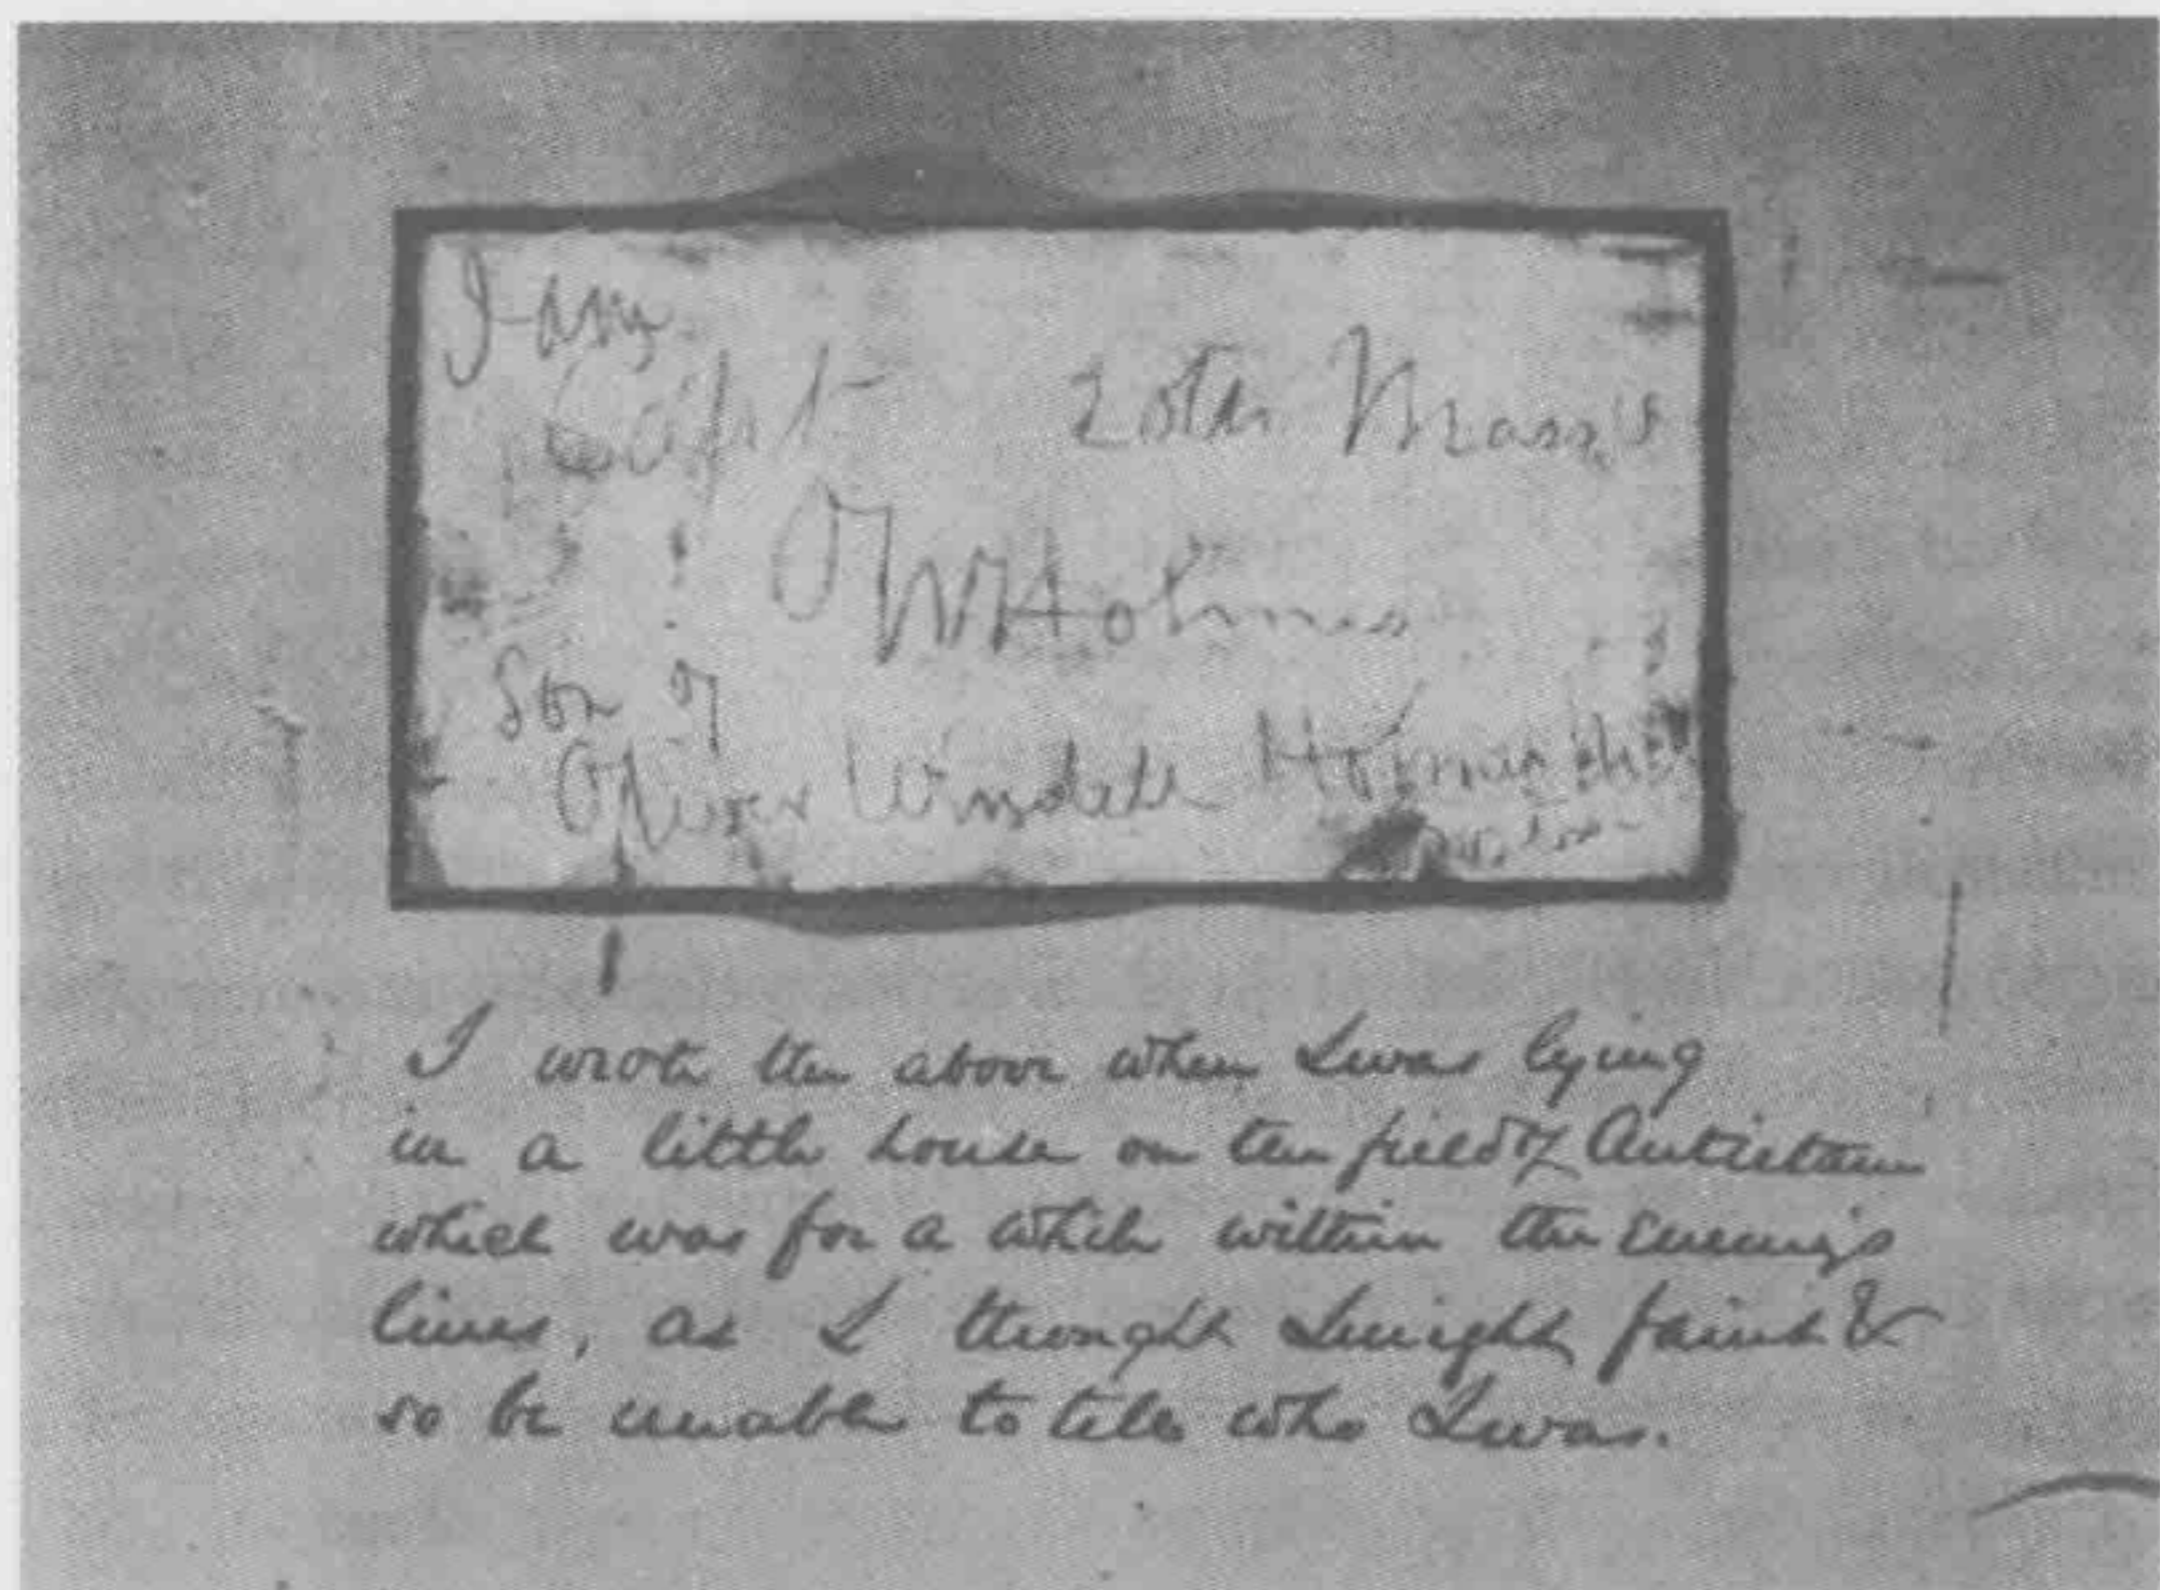 I am
Capt 20th Mass
O W Holmes
Son of
Oliver Wendell Holmes
Boston
I wrote the above when I was lying
in a little house on the field of Antietam
which was for a while within the enemy's
lines, as I thought I might faint &
so be unable to tell who I was.